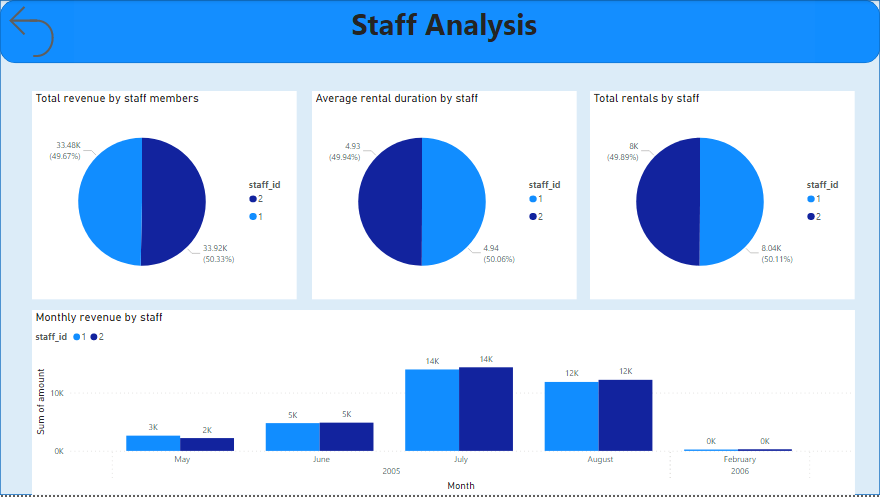 Staff Analysis
Total revenue by staff members
33.48K
(49.67%)
33.92K
(50.33%)
staff_id
2
1
Average rental duration by staff
4.93
(49.94%)
4.94
(50.06%)
staff_id
1
2
Total rentals by staff
8K
(49.89%)
8.04K
(50.11%)
staff_id
1
2
Monthly revenue by staff
staff_id 1 2
Sum of amount
10K
0K
3K 2K 5K 5K 14K 14K 12K 12K 0K 0K
May June July August February
2005 2006
Month